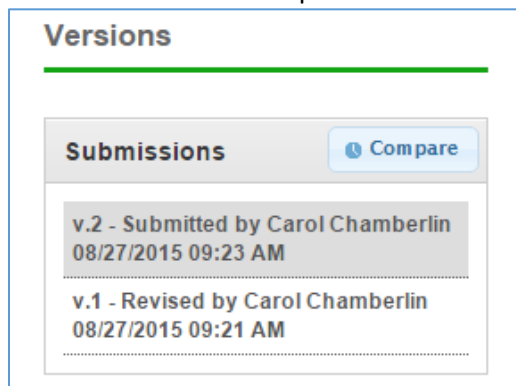 Versions
Submissions
Compare
v.2 - Submitted by Carol Chamberlin
08/27/2015 09:23 AM
v.1 - Revised by Carol Chamberlin
08/27/2015 09:21 AM